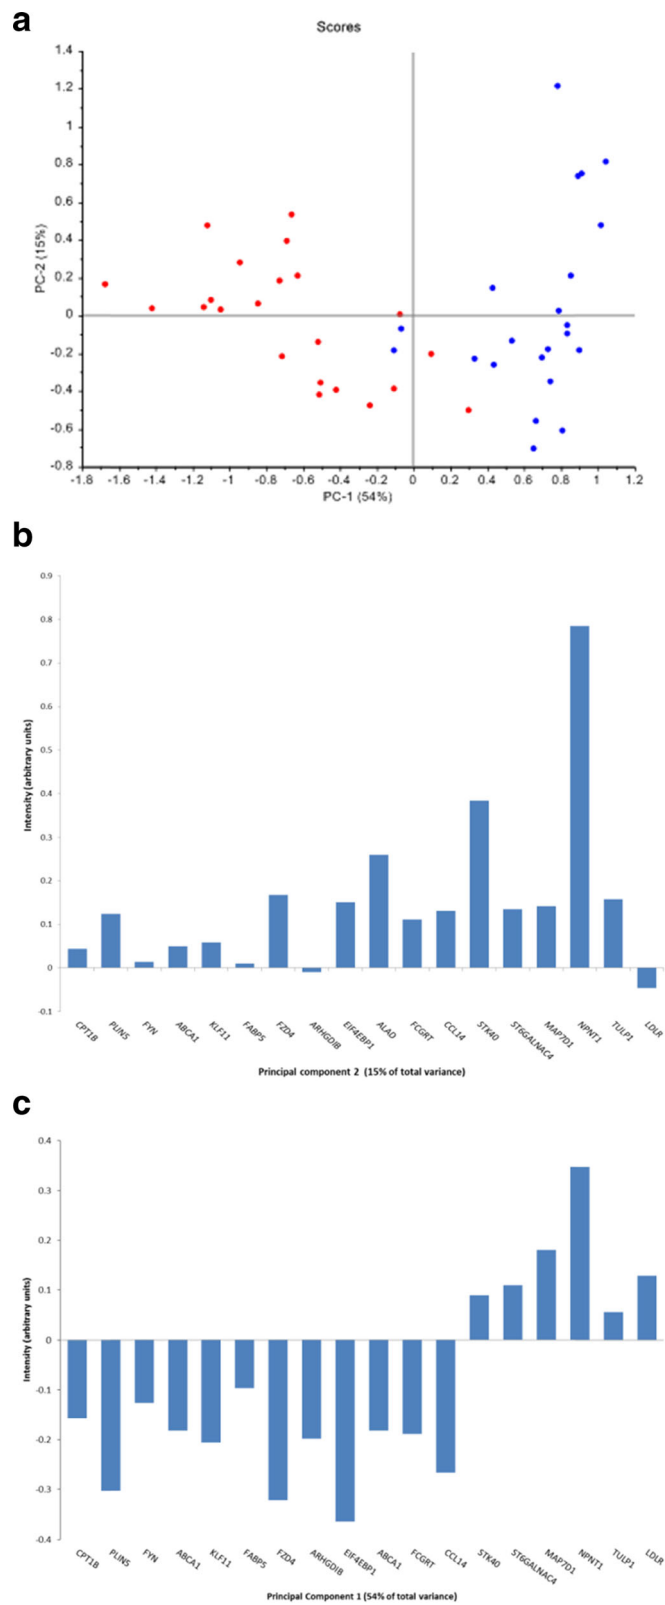 a
Scores
1.4
1.2
1
0.8
0.6
0.4
0.2
0
-0.2
-0.4
-0.6
-0.8
PC-2 (15%)
-1.8 -1.6 -1.4 -1.2 -1 -0.8 -0.6 -0.4 -0.2 0 0.2 0.4 0.6 0.8 1 1.2
PC-1 (54%)
b
0.9
0.8
0.7
0.6
0.5
0.4
0.3
0.2
0.1
0
-0.1
Intensity (arbitrary units)
CPT1B PLIN5 FYN ABCA1 KLF11 FABP5 FZD4 ARHGDIB EIF4EBP1 ALAD FCGRT CCL14 STK40 ST6GALNAC4 MAP7D1 NPNT1 TULP1 LDLR
Principal component 2 (15% of total variance)
c
0.4
0.3
0.2
0.1
0
-0.1
-0.2
-0.3
-0.4
Intensity (arbitrary units)
CPT1B PLIN5 FYN ABCA1 KLF11 FABP5 FZD4 ARHGDIB EIF4EBP1 ABCA1 FCGRT CCL14 STK40 ST6GALNAC4 MAP7D1 NPNT1 TULP1 LDLR
Principal Component 1 (54% of total variance)